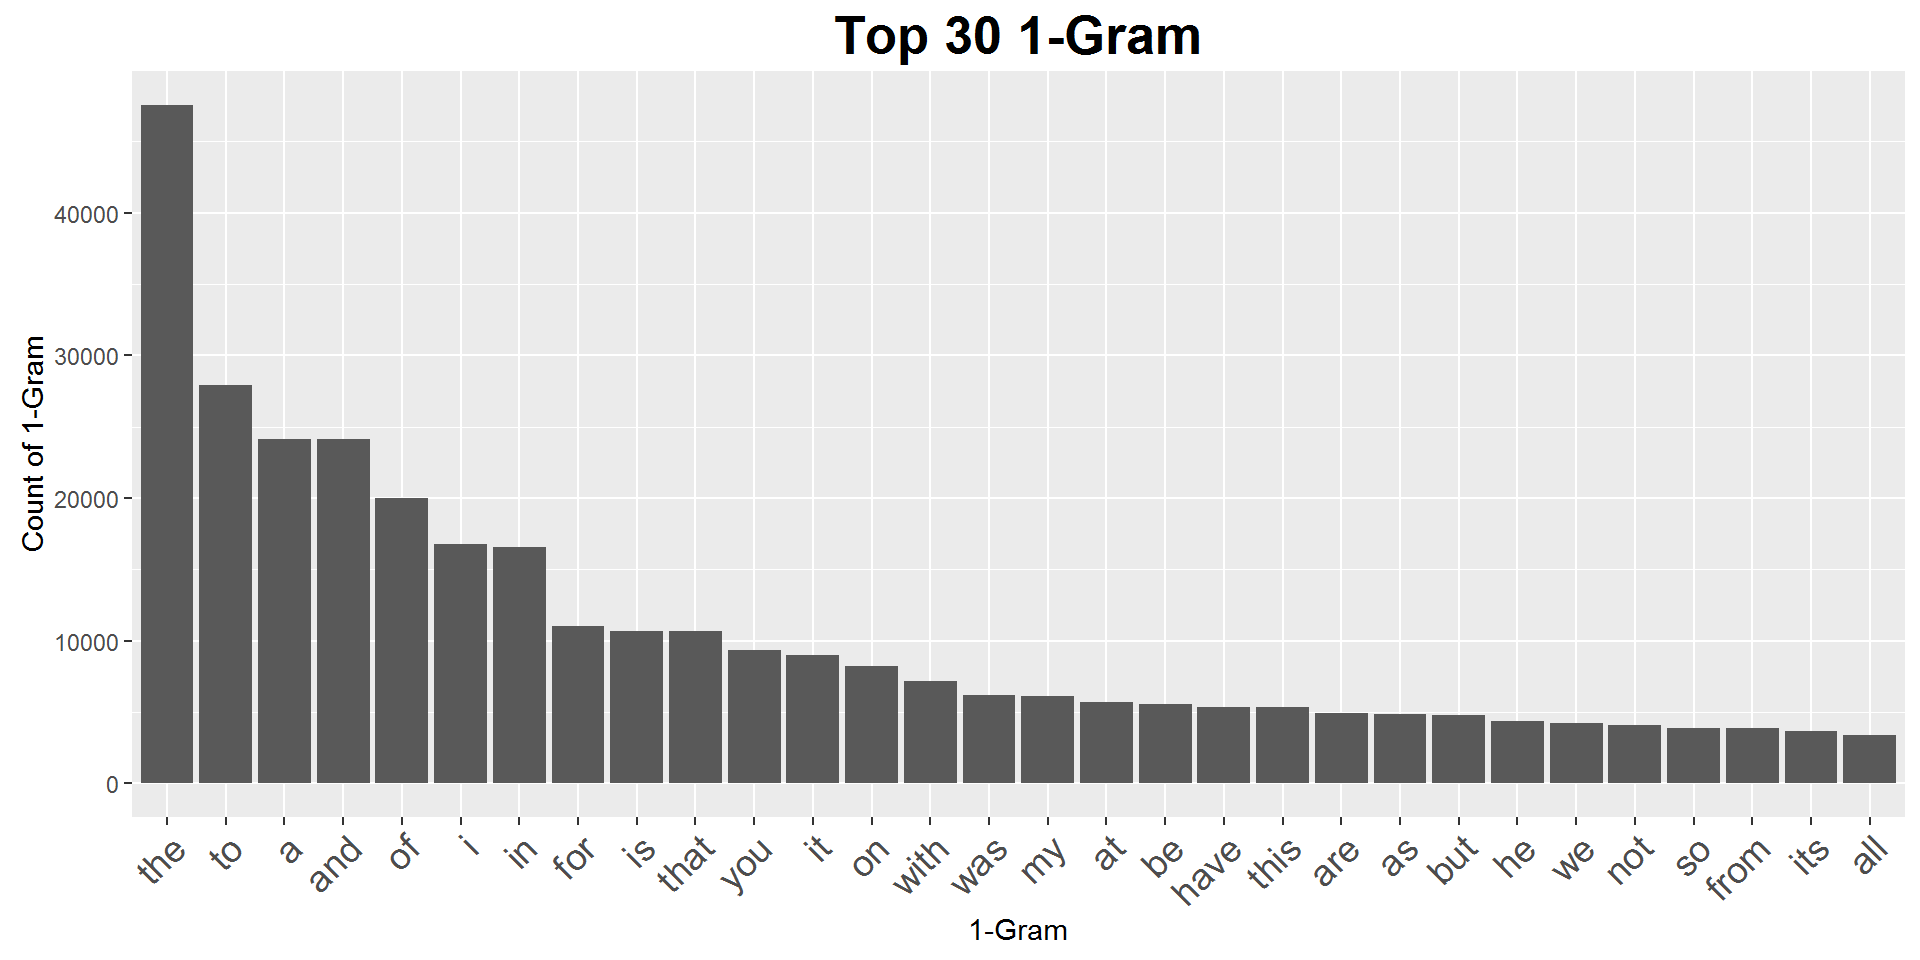 Top 30 1-Gram
Count of 1-Gram
40000
30000
20000
10000
0
the to a and of i in for is that you it on with was my at be have this are as but he we not so from its all
1-Gram